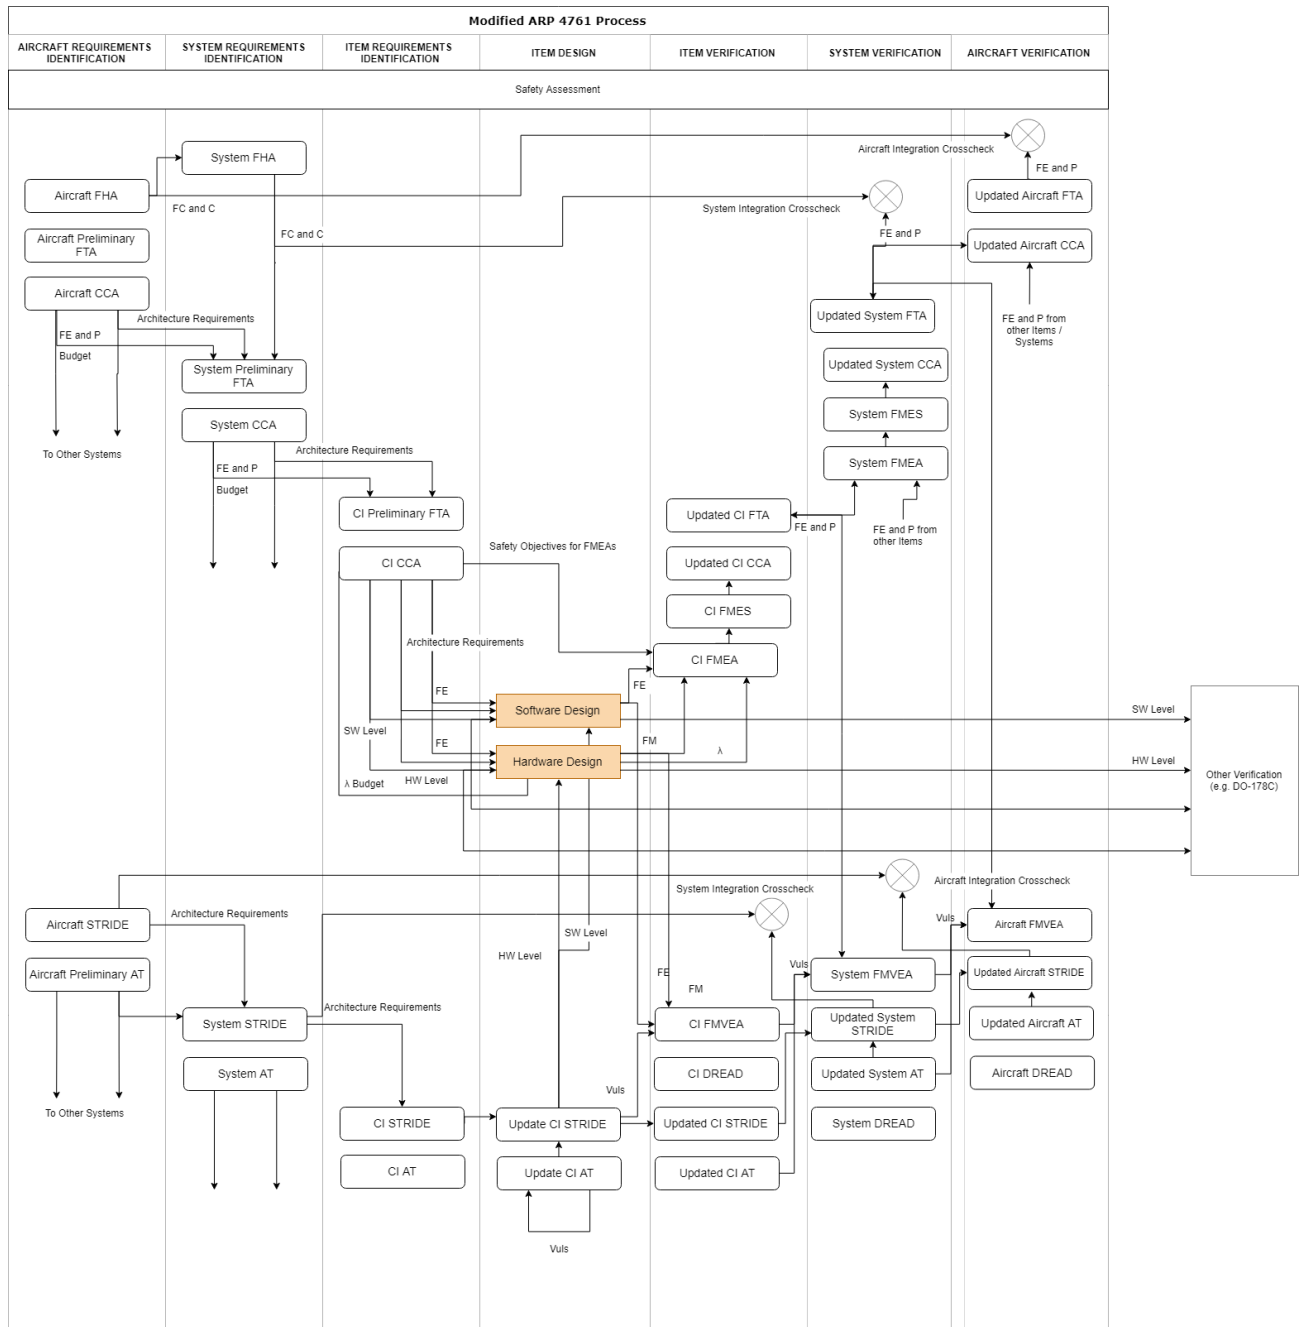 Modified ARP 4761 Process
AIRCRAFT REQUIREMENTS
IDENTIFICATION
SYSTEM REQUIREMENTS
IDENTIFICATION
ITEM REQUIREMENTS
IDENTIFICATION
ITEM DESIGN
ITEM VERIFICATION
SYSTEM VERIFICATION
AIRCRAFT VERIFICATION
Safety Assessment
System FHA
Aircraft Integration Crosscheck
FE and P
Aircraft FHA
FC and C
System Integration Crosscheck
Updated Aircraft FTA
Aircraft Preliminary
FTA
FC and C
FE and P
Updated Aircraft CCA
Aircraft CCA
Architecture Requirements
FE and P
Budget
Updated System FTA
FE and P from
other Items /
Systems
System Preliminary
FTA
Updated System CCA
System CCA
System FMES
To Other Systems
Architecture Requirements
FE and P
Budget
System FMEA
CI Preliminary FTA
Updated CI FTA
FE and P
FE and P from
other Items
Safety Objectives for FMEAs
CI CCA
Updated CI CCA
CI FMES
Architecture Requirements
CI FMEA
FE
FE
Software Design
SW Level
SW Level
FE
FM
λ
Hardware Design
HW Level
λ Budget
HW Level
Other Verification
(e.g. DO-178C)
System Integration Crosscheck
Aircraft Integration Crosscheck
Aircraft STRIDE
Architecture Requirements
Vuls
Aircraft FMVEA
SW Level
HW Level
Aircraft Preliminary AT
FE
FM
Vuls
System FMVEA
Updated Aircraft STRIDE
System STRIDE
Architecture Requirements
CI FMVEA
Updated System
STRIDE
Updated Aircraft AT
System AT
CI DREAD
Updated System AT
Aircraft DREAD
Vuls
To Other Systems
CI STRIDE
Update CI STRIDE
Updated CI STRIDE
System DREAD
CI AT
Update CI AT
Updated CI AT
Vuls